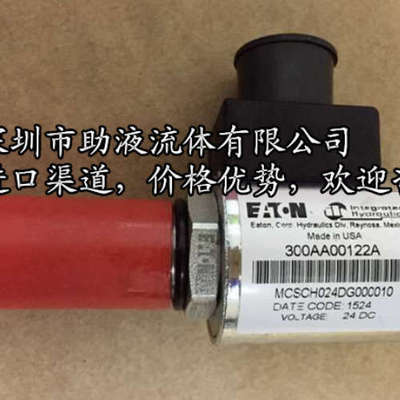 深圳市助液流体有限公司
进口渠道，价格优势，欢迎咨
EATON Integrated Hydraulics
Eaton, Corp. Hydraulics Div, Reynosa, Mexico
Made in USA
300AA00122A
MCSCH024DG000010
DATE CODE: 1524
VOLTAGE: 24 DC